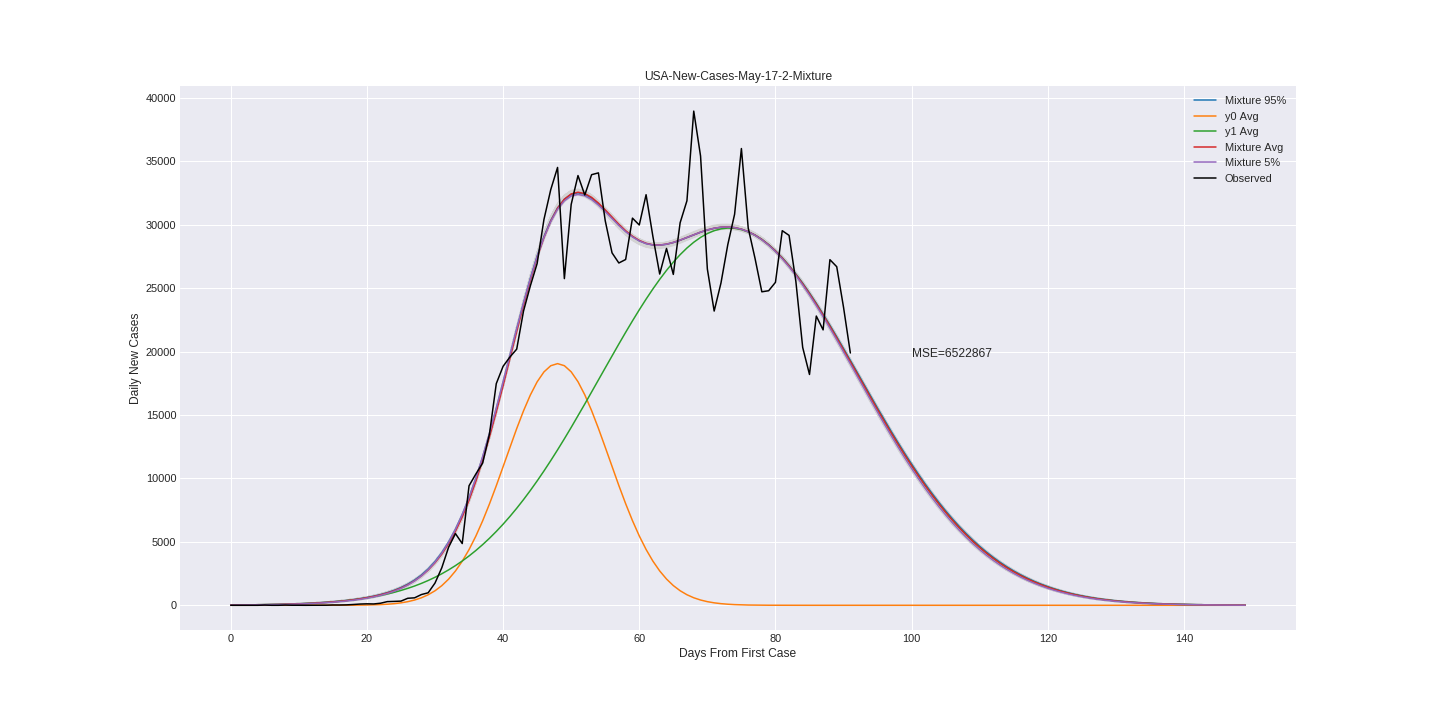 USA-New-Cases-May-17-2-Mixture
40000
35000
30000
25000
20000
15000
10000
5000
0
Daily New Cases
Mixture 95%
y0 Avg
y1 Avg
Mixture Avg
Mixture 5%
Observed
MSE=6522867
0 20 40 60 80 100 120 140
Days From First Case